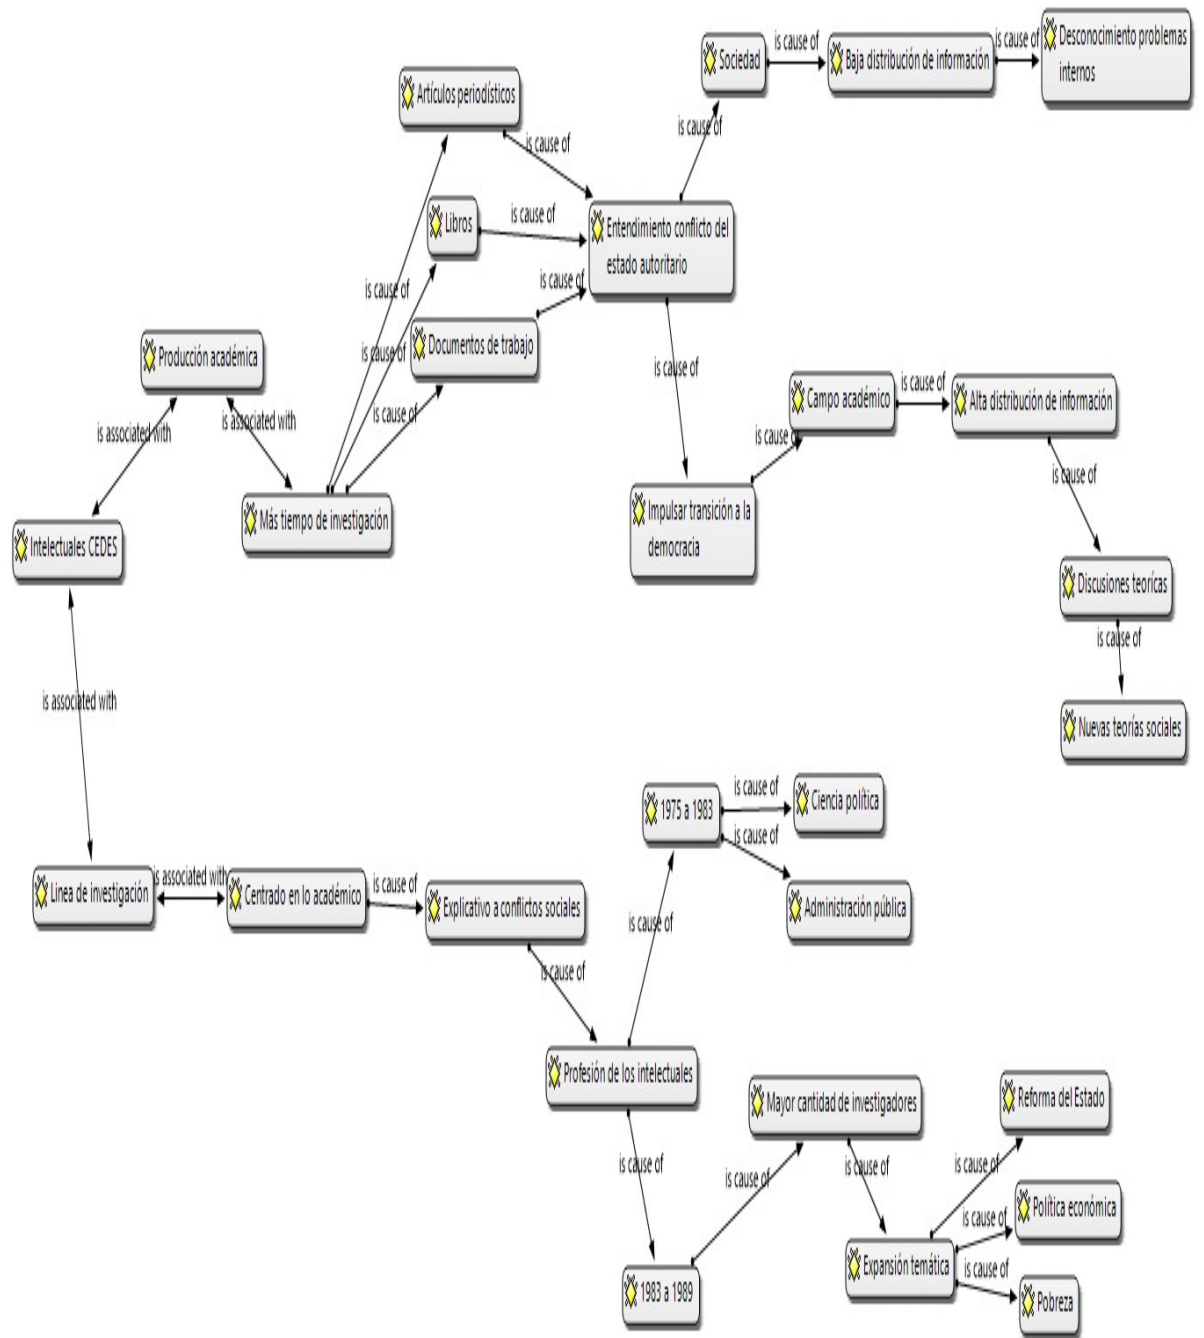 is cause of
Sociedad
Baja distribución de información
is cause of
Desconocimiento problemas
internos
Artículos periodísticos
is cause of
is cause of
Libros
is cause of
Entendimiento conflicto del
estado autoritario
is cause of
is cause of
Documentos de trabajo
is cause of
is cause of
is cause of
Producción académica
is associated with
is associated with
Más tiempo de investigación
Intelectuales CEDES
Campo académico
is cause of
Alta distribución de información
is cause of
is cause of
Impulsar transición a la
democracia
Discusiones teorícas
is cause of
Nuevas teorías sociales
is associated with
Linea de investigación
is associated with
Centrado en lo académico
is cause of
Explicativo a conflictos sociales
is cause of
1975 a 1983
is cause of
Ciencia política
is cause of
Administración pública
is cause of
Profesión de los intelectuales
is cause of
Mayor cantidad de investigadores
is cause of
is cause of
1983 a 1989
Expansión temática
is cause of
Reforma del Estado
is cause of
Política económica
is cause of
Pobreza